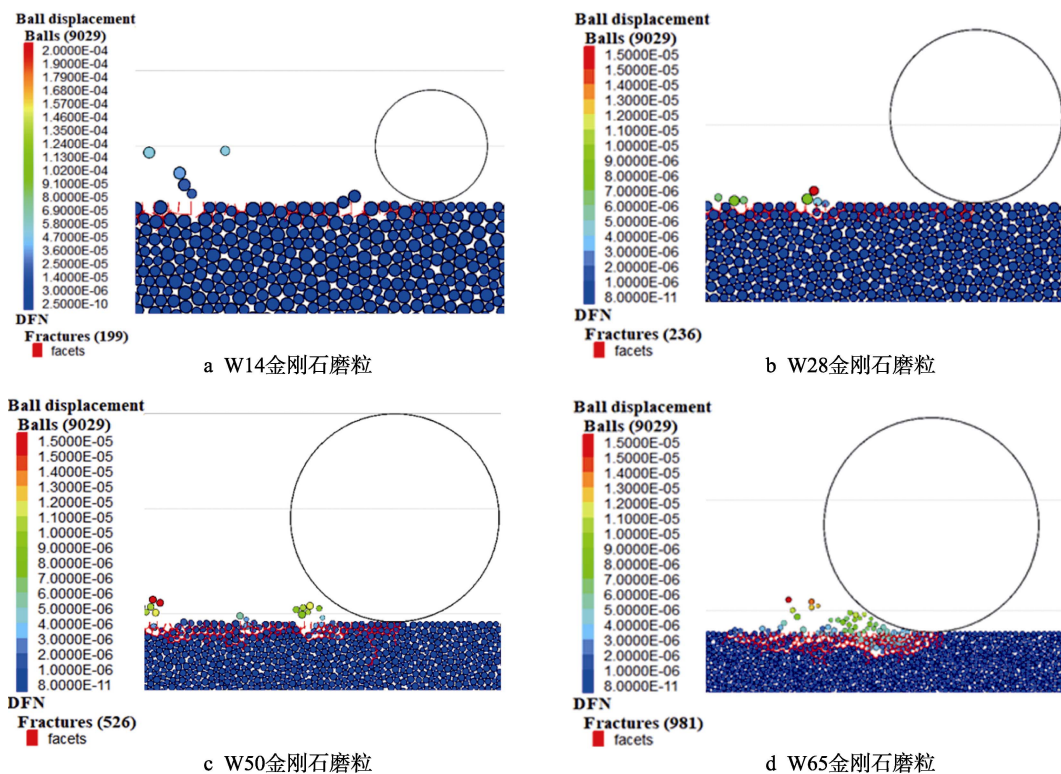 Ball displacement
Balls (9029)
2.0000E-04
1.9000E-04
1.7900E-04
1.6800E-04
1.5700E-04
1.4600E-04
1.3500E-04
1.2400E-04
1.1300E-04
1.0200E-04
9.1000E-05
8.0000E-05
6.9000E-05
5.8000E-05
4.7000E-05
3.6000E-05
2.5000E-05
1.4000E-05
3.0000E-06
2.5000E-10
DFN
Fractures (199)
facets
a W14金刚石磨粒
Ball displacement
Balls (9029)
1.5000E-05
1.5000E-05
1.4000E-05
1.3000E-05
1.2000E-05
1.1000E-05
1.0000E-05
9.0000E-06
8.0000E-06
7.0000E-06
6.0000E-06
5.0000E-06
4.0000E-06
3.0000E-06
2.0000E-06
1.0000E-06
8.0000E-11
DFN
Fractures (236)
facets
b W28金刚石磨粒
Ball displacement
Balls (9029)
1.5000E-05
1.5000E-05
1.4000E-05
1.3000E-05
1.2000E-05
1.1000E-05
1.0000E-05
9.0000E-06
8.0000E-06
7.0000E-06
6.0000E-06
5.0000E-06
4.0000E-06
3.0000E-06
2.0000E-06
1.0000E-06
8.0000E-11
DFN
Fractures (526)
facets
c W50金刚石磨粒
Ball displacement
Balls (9029)
1.5000E-05
1.5000E-05
1.4000E-05
1.3000E-05
1.2000E-05
1.1000E-05
1.0000E-05
9.0000E-06
8.0000E-06
7.0000E-06
6.0000E-06
5.0000E-06
4.0000E-06
3.0000E-06
2.0000E-06
1.0000E-06
8.0000E-11
DFN
Fractures (981)
facets
d W65金刚石磨粒